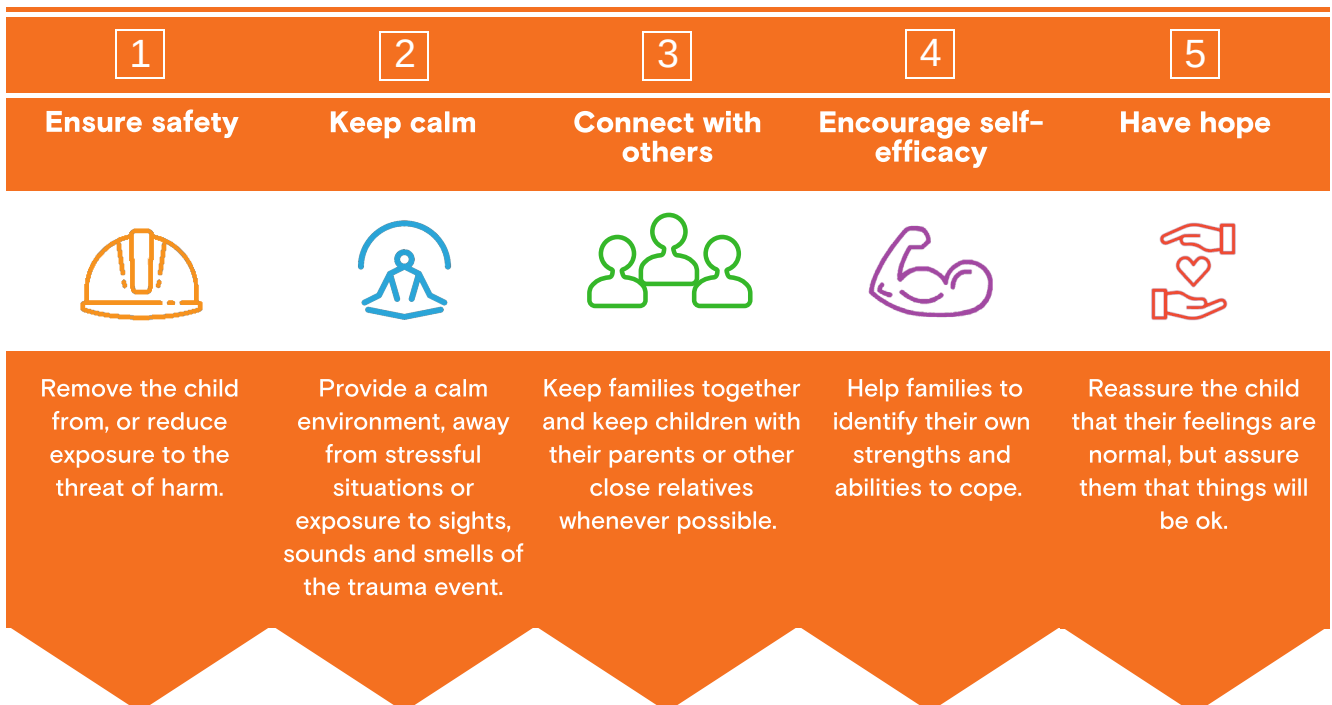 1
2
3
4
5
Ensure safety
Keep calm
Connect with
others
Encourage self-
efficacy
Have hope
Remove the child
from, or reduce
exposure to the
threat of harm.
Provide a calm
environment, away
from stressful
situations or
exposure to sights,
sounds and smells of
the trauma event.
Keep families together
and keep children with
their parents or other
close relatives
whenever possible.
Help families to
identify their own
strengths and
abilities to cope.
Reassure the child
that their feelings are
normal, but assure
them that things will
be ok.